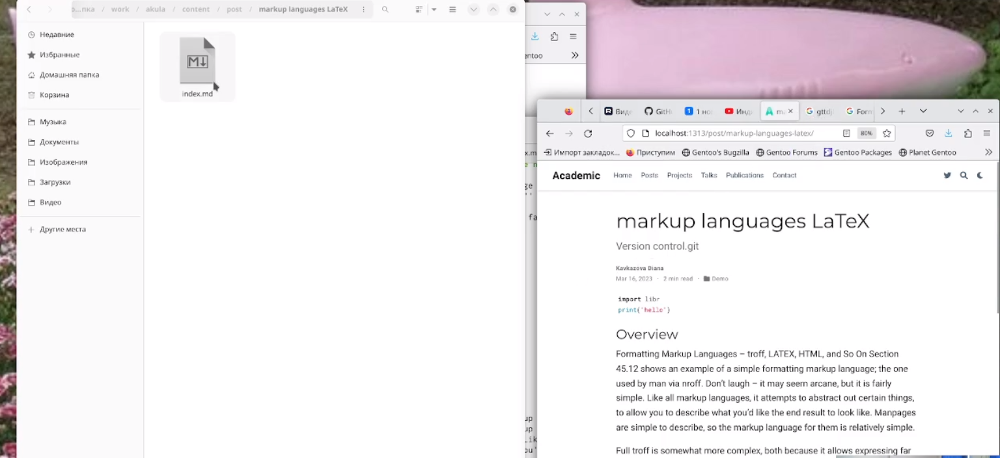 work / akula / content / post / markup languages LaTeX
Недавние
Избранные
Домашняя папка
Корзина
Музыка
Документы
Изображения
Загрузки
Видео
Другие места
index.md
entoo
Виде
GitH
1 но
Инд
m
gttdj
Forn
localhost:1313/post/markup-languages-latex/
80%
Импорт закладок...
Приступим
Gentoo's Bugzilla
Gentoo Forums
Gentoo Packages
Planet Gentoo
Academic
Home
Posts
Projects
Talks
Publications
Contact
markup languages LaTeX
Version control.git
Kavkazova Diana
Mar 16, 2023 · 2 min read · Demo
import libr
print('hello')
Overview
Formatting Markup Languages – troff, LATEX, HTML, and So On Section
45.12 shows an example of a simple formatting markup language; the one
used by man via nroff. Don't laugh – it may seem arcane, but it is fairly
simple. Like all markup languages, it attempts to abstract out certain things,
to allow you to describe what you'd like the end result to look like. Manpages
are simple to describe, so the markup language for them is relatively simple.
Full troff is somewhat more complex, both because it allows expressing far